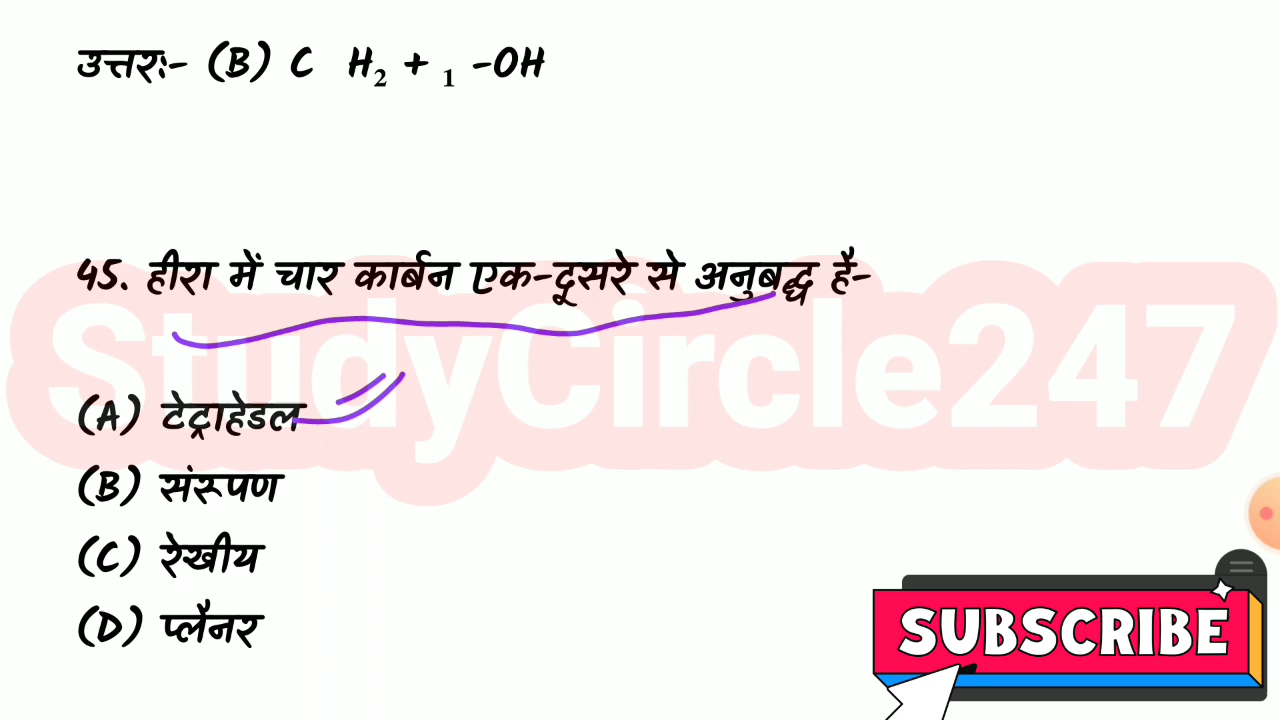 उत्तरः- (B) C H₂ + ₁ -OH
45. हीरा में चार कार्बन एक-दूसरे से अनुबद्ध है-
StudyCircle247
(A) टेट्राहेडल
(B) संरूपण
(C) रेखीय
(D) प्लैनर
SUBSCRIBE